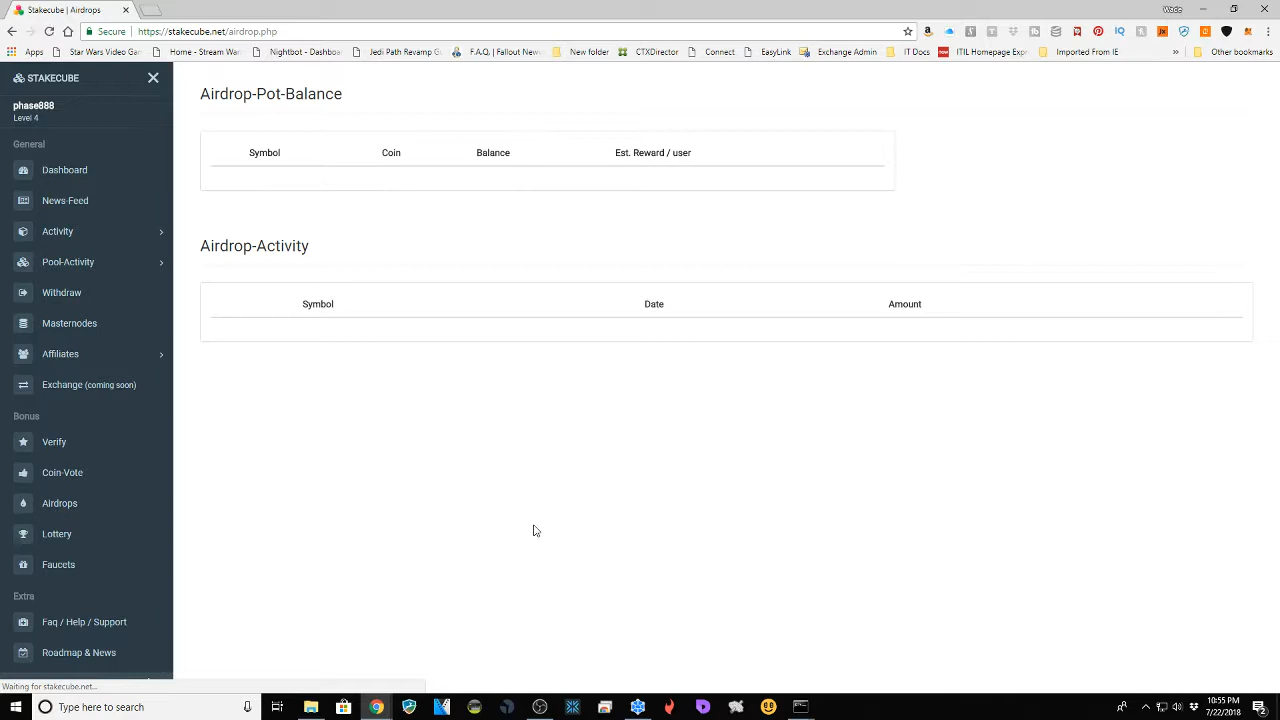 Stakecube | Airdrops
Secure | https://stakecube.net/airdrop.php
Apps Star Wars Video Gar Home - Stream War Nightbot - Dashboa Jedi Path Revamp C F.A.Q. | Fallout New New folder CTXDirector Connect EasyLink Exchange Admin IT Docs ITIL Homepage Exp Imported From IE » Other bookmarks
STAKECUBE
phase888
Level 4
General
Dashboard
News-Feed
Activity
Pool-Activity
Withdraw
Masternodes
Affiliates
Exchange (coming soon)
Bonus
Verify
Coin-Vote
Airdrops
Lottery
Faucets
Extra
Faq / Help / Support
Roadmap & News
Airdrop-Pot-Balance
Symbol Coin Balance Est. Reward / user
Airdrop-Activity
Symbol Date Amount
Waiting for stakecube.net...
Type here to search
10:55 PM
7/22/2018